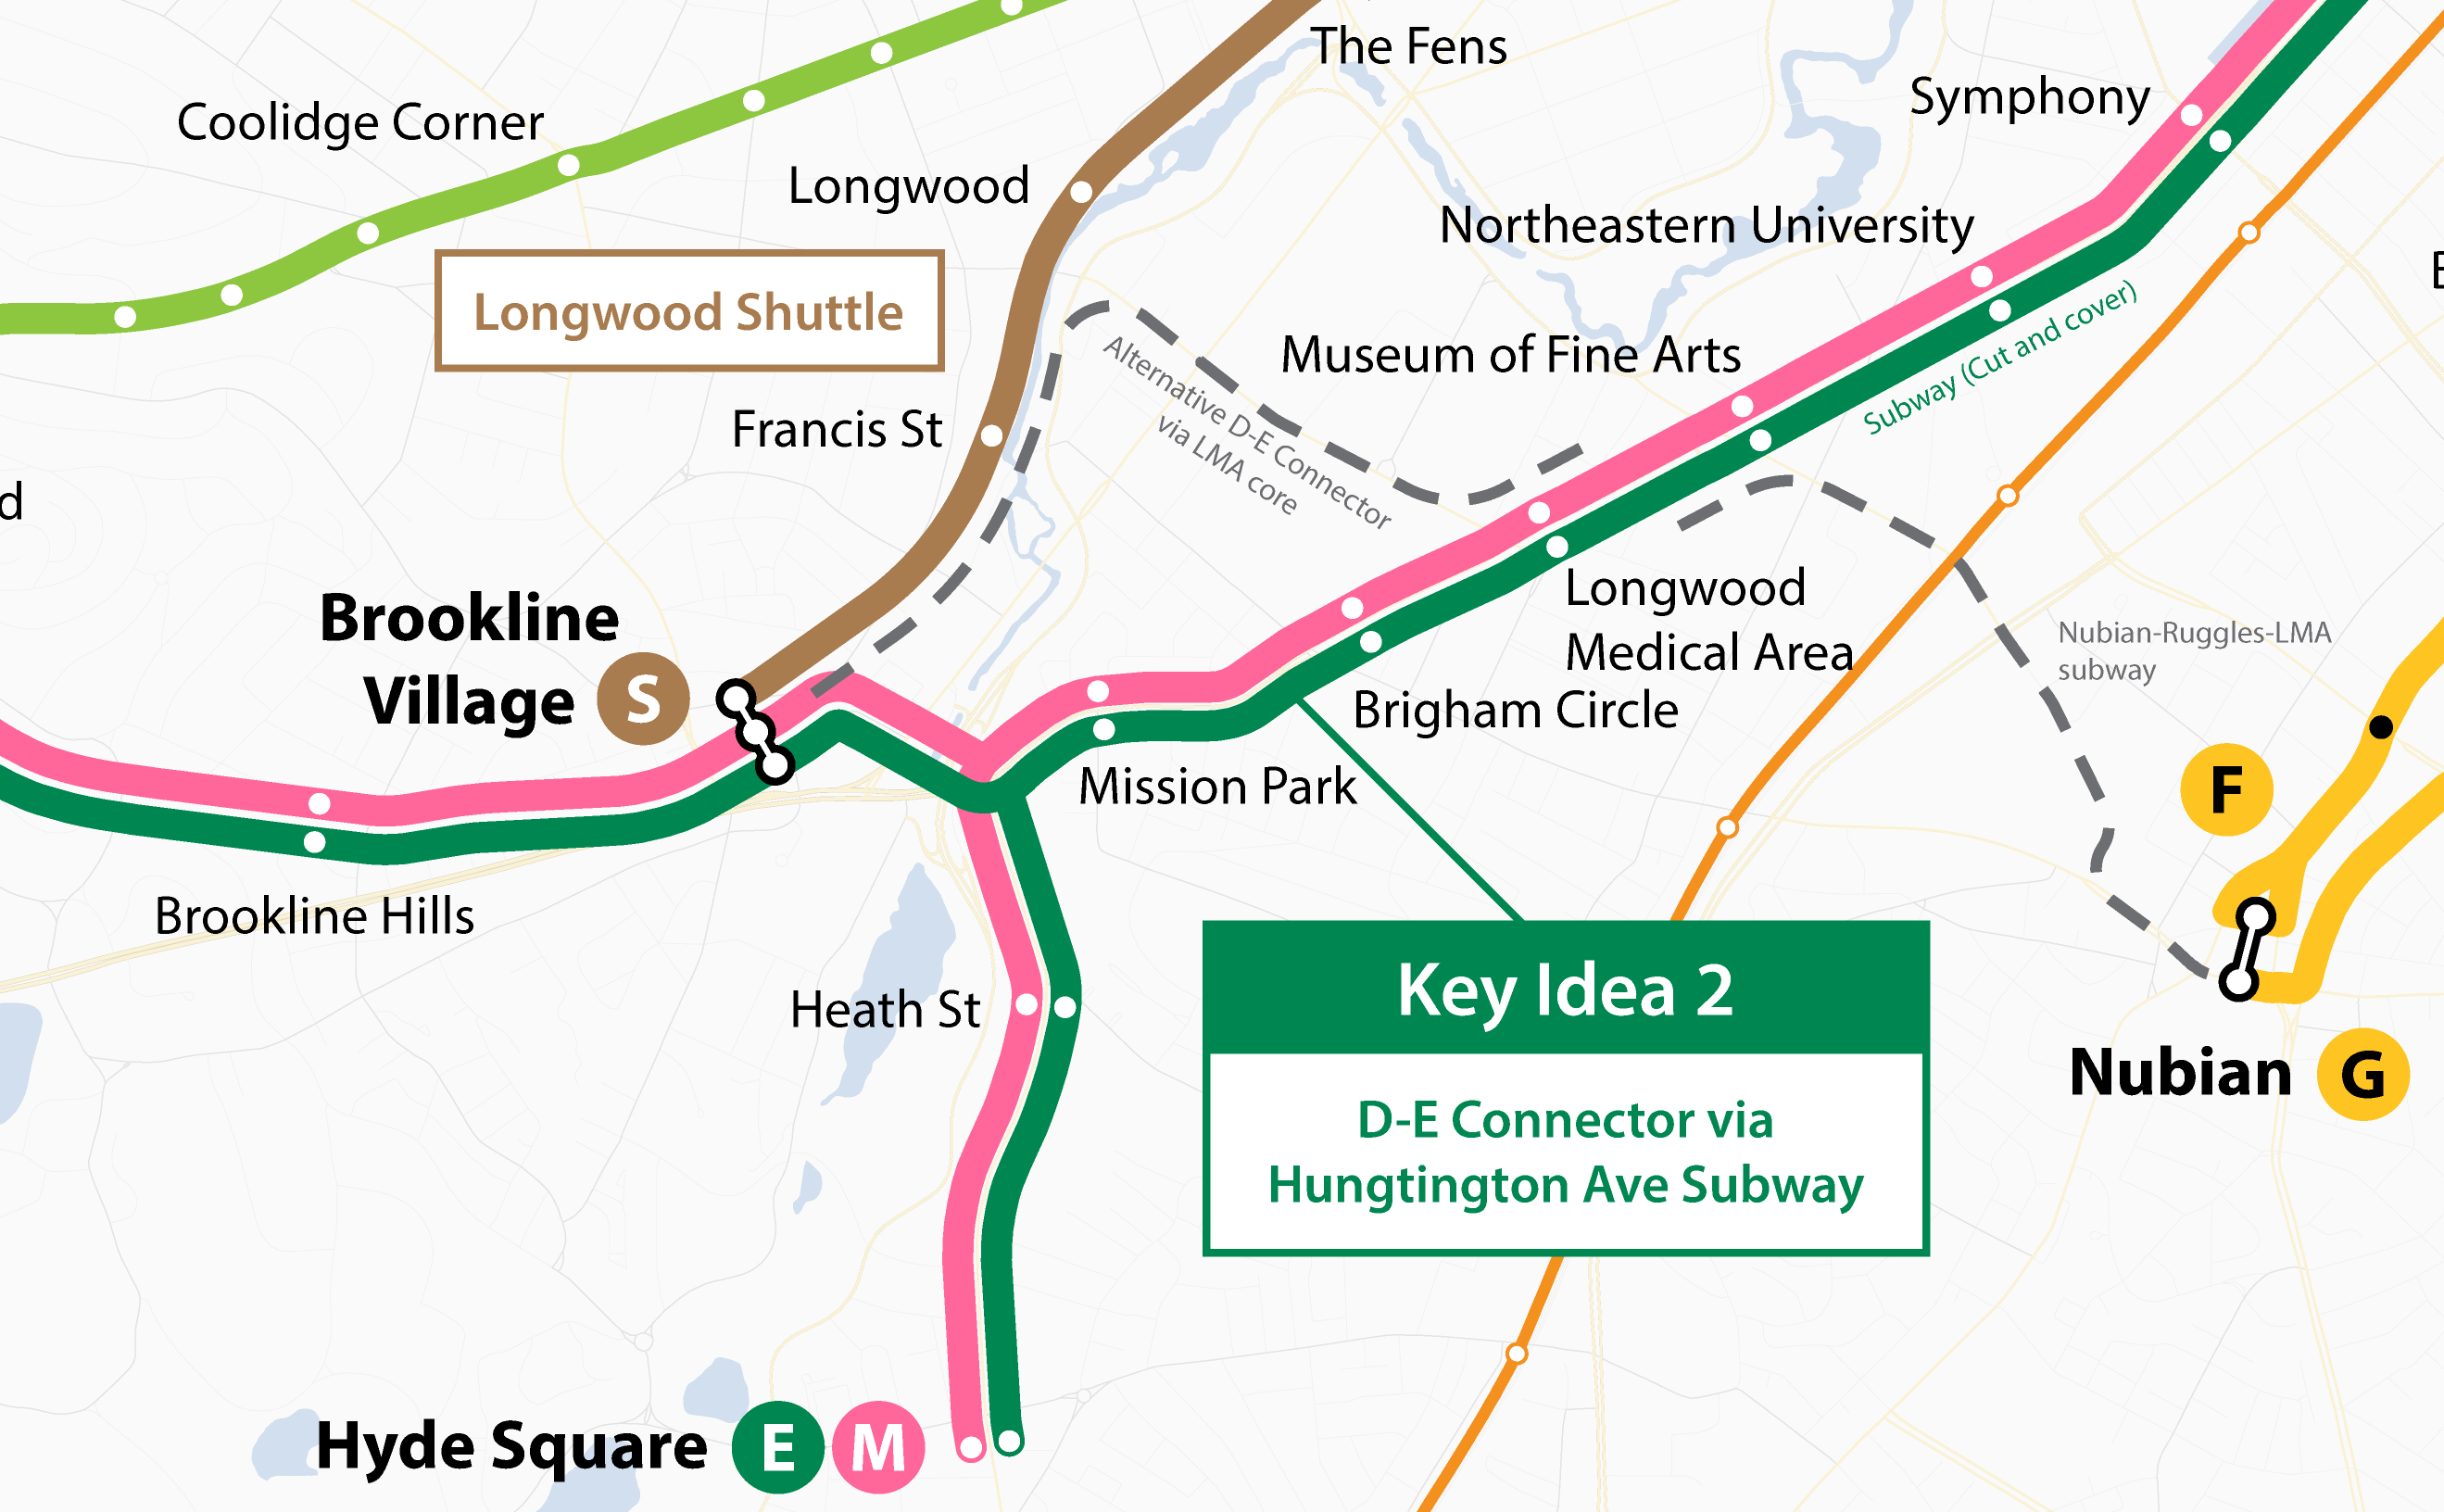 The Fens
Symphony
Coolidge Corner
Longwood
Northeastern University
Longwood Shuttle
Museum of Fine Arts
Subway (Cut and cover)
Alternative D-E Connector
via LMA core
Francis St
d
E
Longwood
Medical Area
Brookline
Village
S
Nubian-Ruggles-LMA
subway
Brigham Circle
Mission Park
F
Brookline Hills
Heath St
Key Idea 2
D-E Connector via
Hungtington Ave Subway
Nubian
G
Hyde Square
E
M